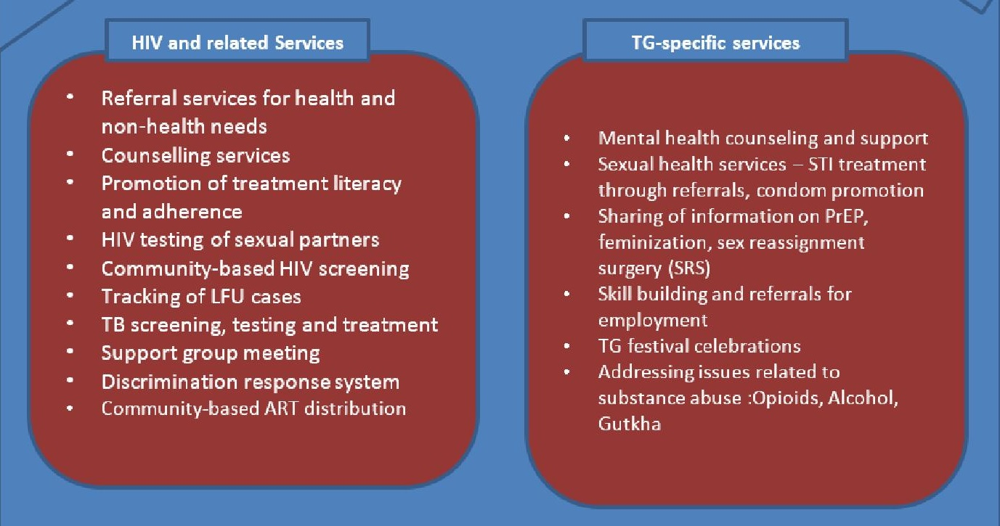 HIV and related Services
• Referral services for health and
non-health needs
• Counselling services
• Promotion of treatment literacy
and adherence
• HIV testing of sexual partners
• Community-based HIV screening
• Tracking of LFU cases
• TB screening, testing and treatment
• Support group meeting
• Discrimination response system
• Community-based ART distribution
TG-specific services
• Mental health counseling and support
• Sexual health services – STI treatment
through referrals, condom promotion
• Sharing of information on PrEP,
feminization, sex reassignment
surgery (SRS)
• Skill building and referrals for
employment
• TG festival celebrations
• Addressing issues related to
substance abuse :Opioids, Alcohol,
Gutkha